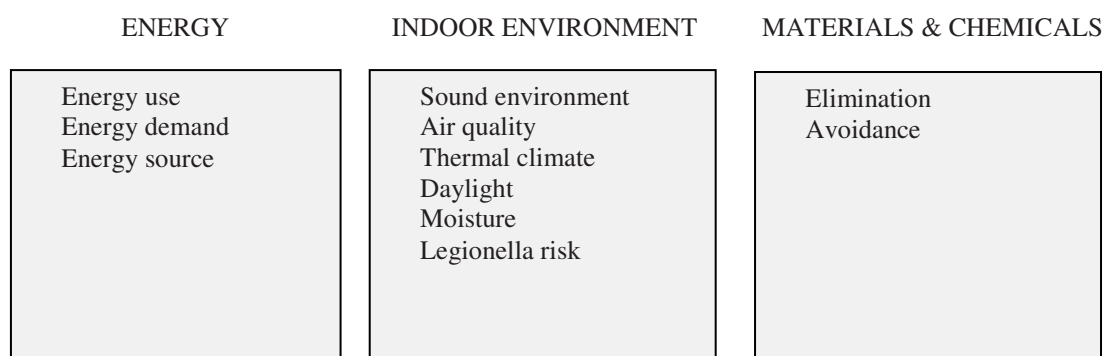 ENERGY
Energy use
Energy demand
Energy source
INDOOR ENVIRONMENT
Sound environment
Air quality
Thermal climate
Daylight
Moisture
Legionella risk
MATERIALS & CHEMICALS
Elimination
Avoidance